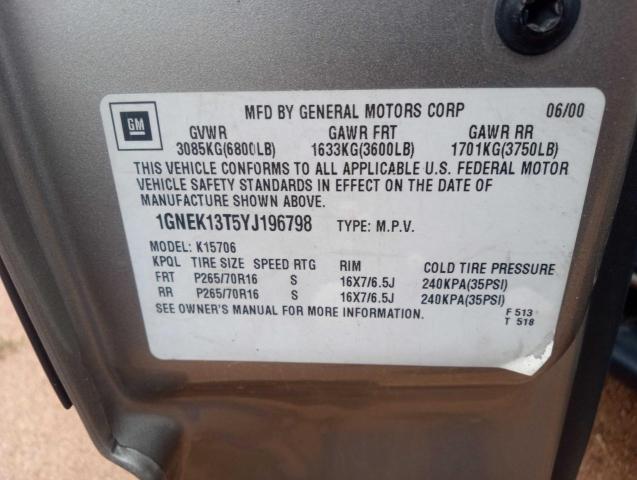 GM
MFD BY GENERAL MOTORS CORP 06/00
GVWR GAWR FRT GAWR RR
3085KG(6800LB) 1633KG(3600LB) 1701KG(3750LB)
THIS VEHICLE CONFORMS TO ALL APPLICABLE U.S. FEDERAL MOTOR
VEHICLE SAFETY STANDARDS IN EFFECT ON THE DATE OF
MANUFACTURE SHOWN ABOVE.
1GNEK13T5YJ196798 TYPE: M.P.V.
MODEL: K15706
KPQL TIRE SIZE SPEED RTG RIM COLD TIRE PRESSURE
FRT P265/70R16 S 16X7/6.5J 240KPA(35PSI)
RR P265/70R16 S 16X7/6.5J 240KPA(35PSI)
SEE OWNER'S MANUAL FOR MORE INFORMATION.
F 513
T 518